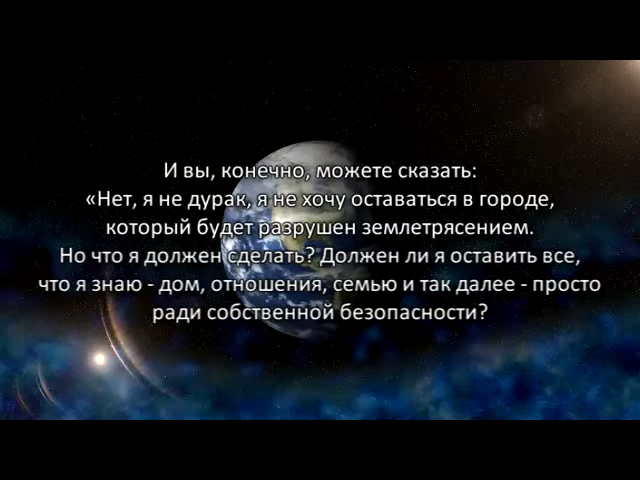 И вы, конечно, можете сказать:
«Нет, я не дурак, я не хочу оставаться в городе,
который будет разрушен землетрясением.
Но что я должен сделать? Должен ли я оставить все,
что я знаю - дом, отношения, семью и так далее - просто
ради собственной безопасности?